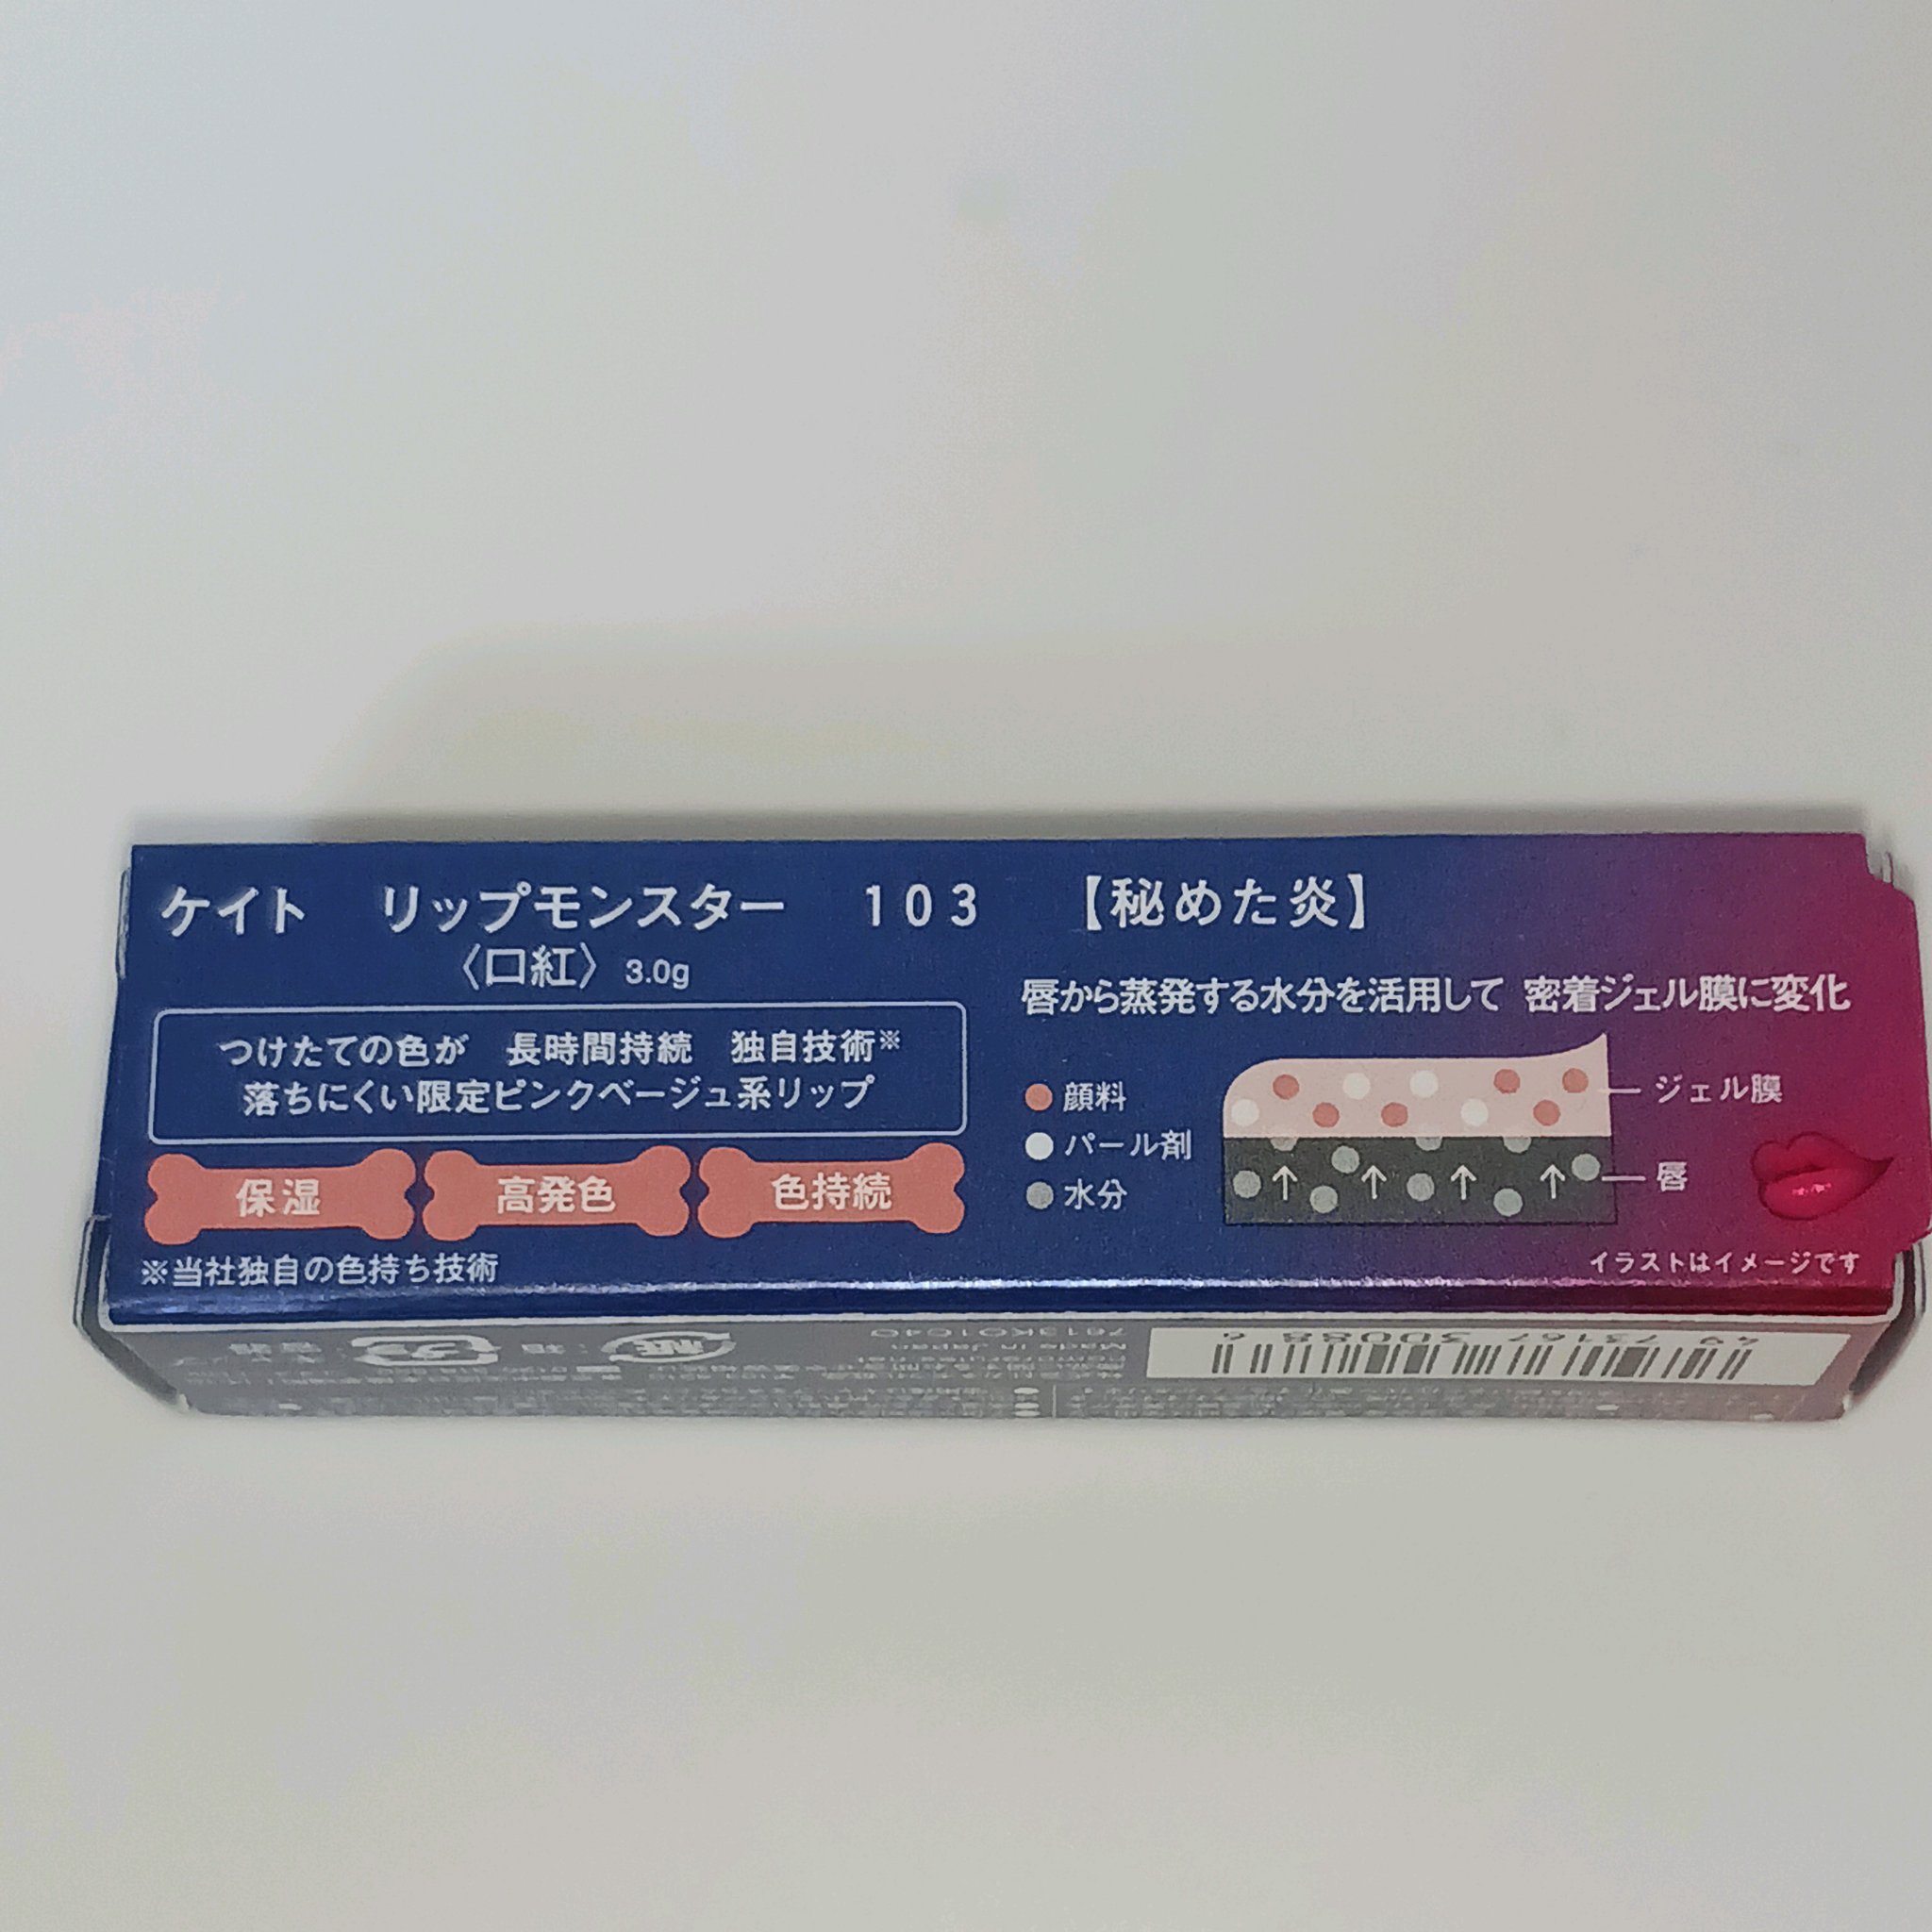 ケイト リップモンスター 103 【秘めた炎】
〈口紅〉 3.0g
つけたての色が 長時間持続 独自技術※
落ちにくい限定ピンクベージュ系リップ
保湿 高発色 色持続
※当社独自の色持ち技術
唇から蒸発する水分を活用して 密着ジェル膜に変化
顔料
パール剤
水分
ジェル膜
唇
イラストはイメージです
紙
プラ
7613K01040
Made in Japan